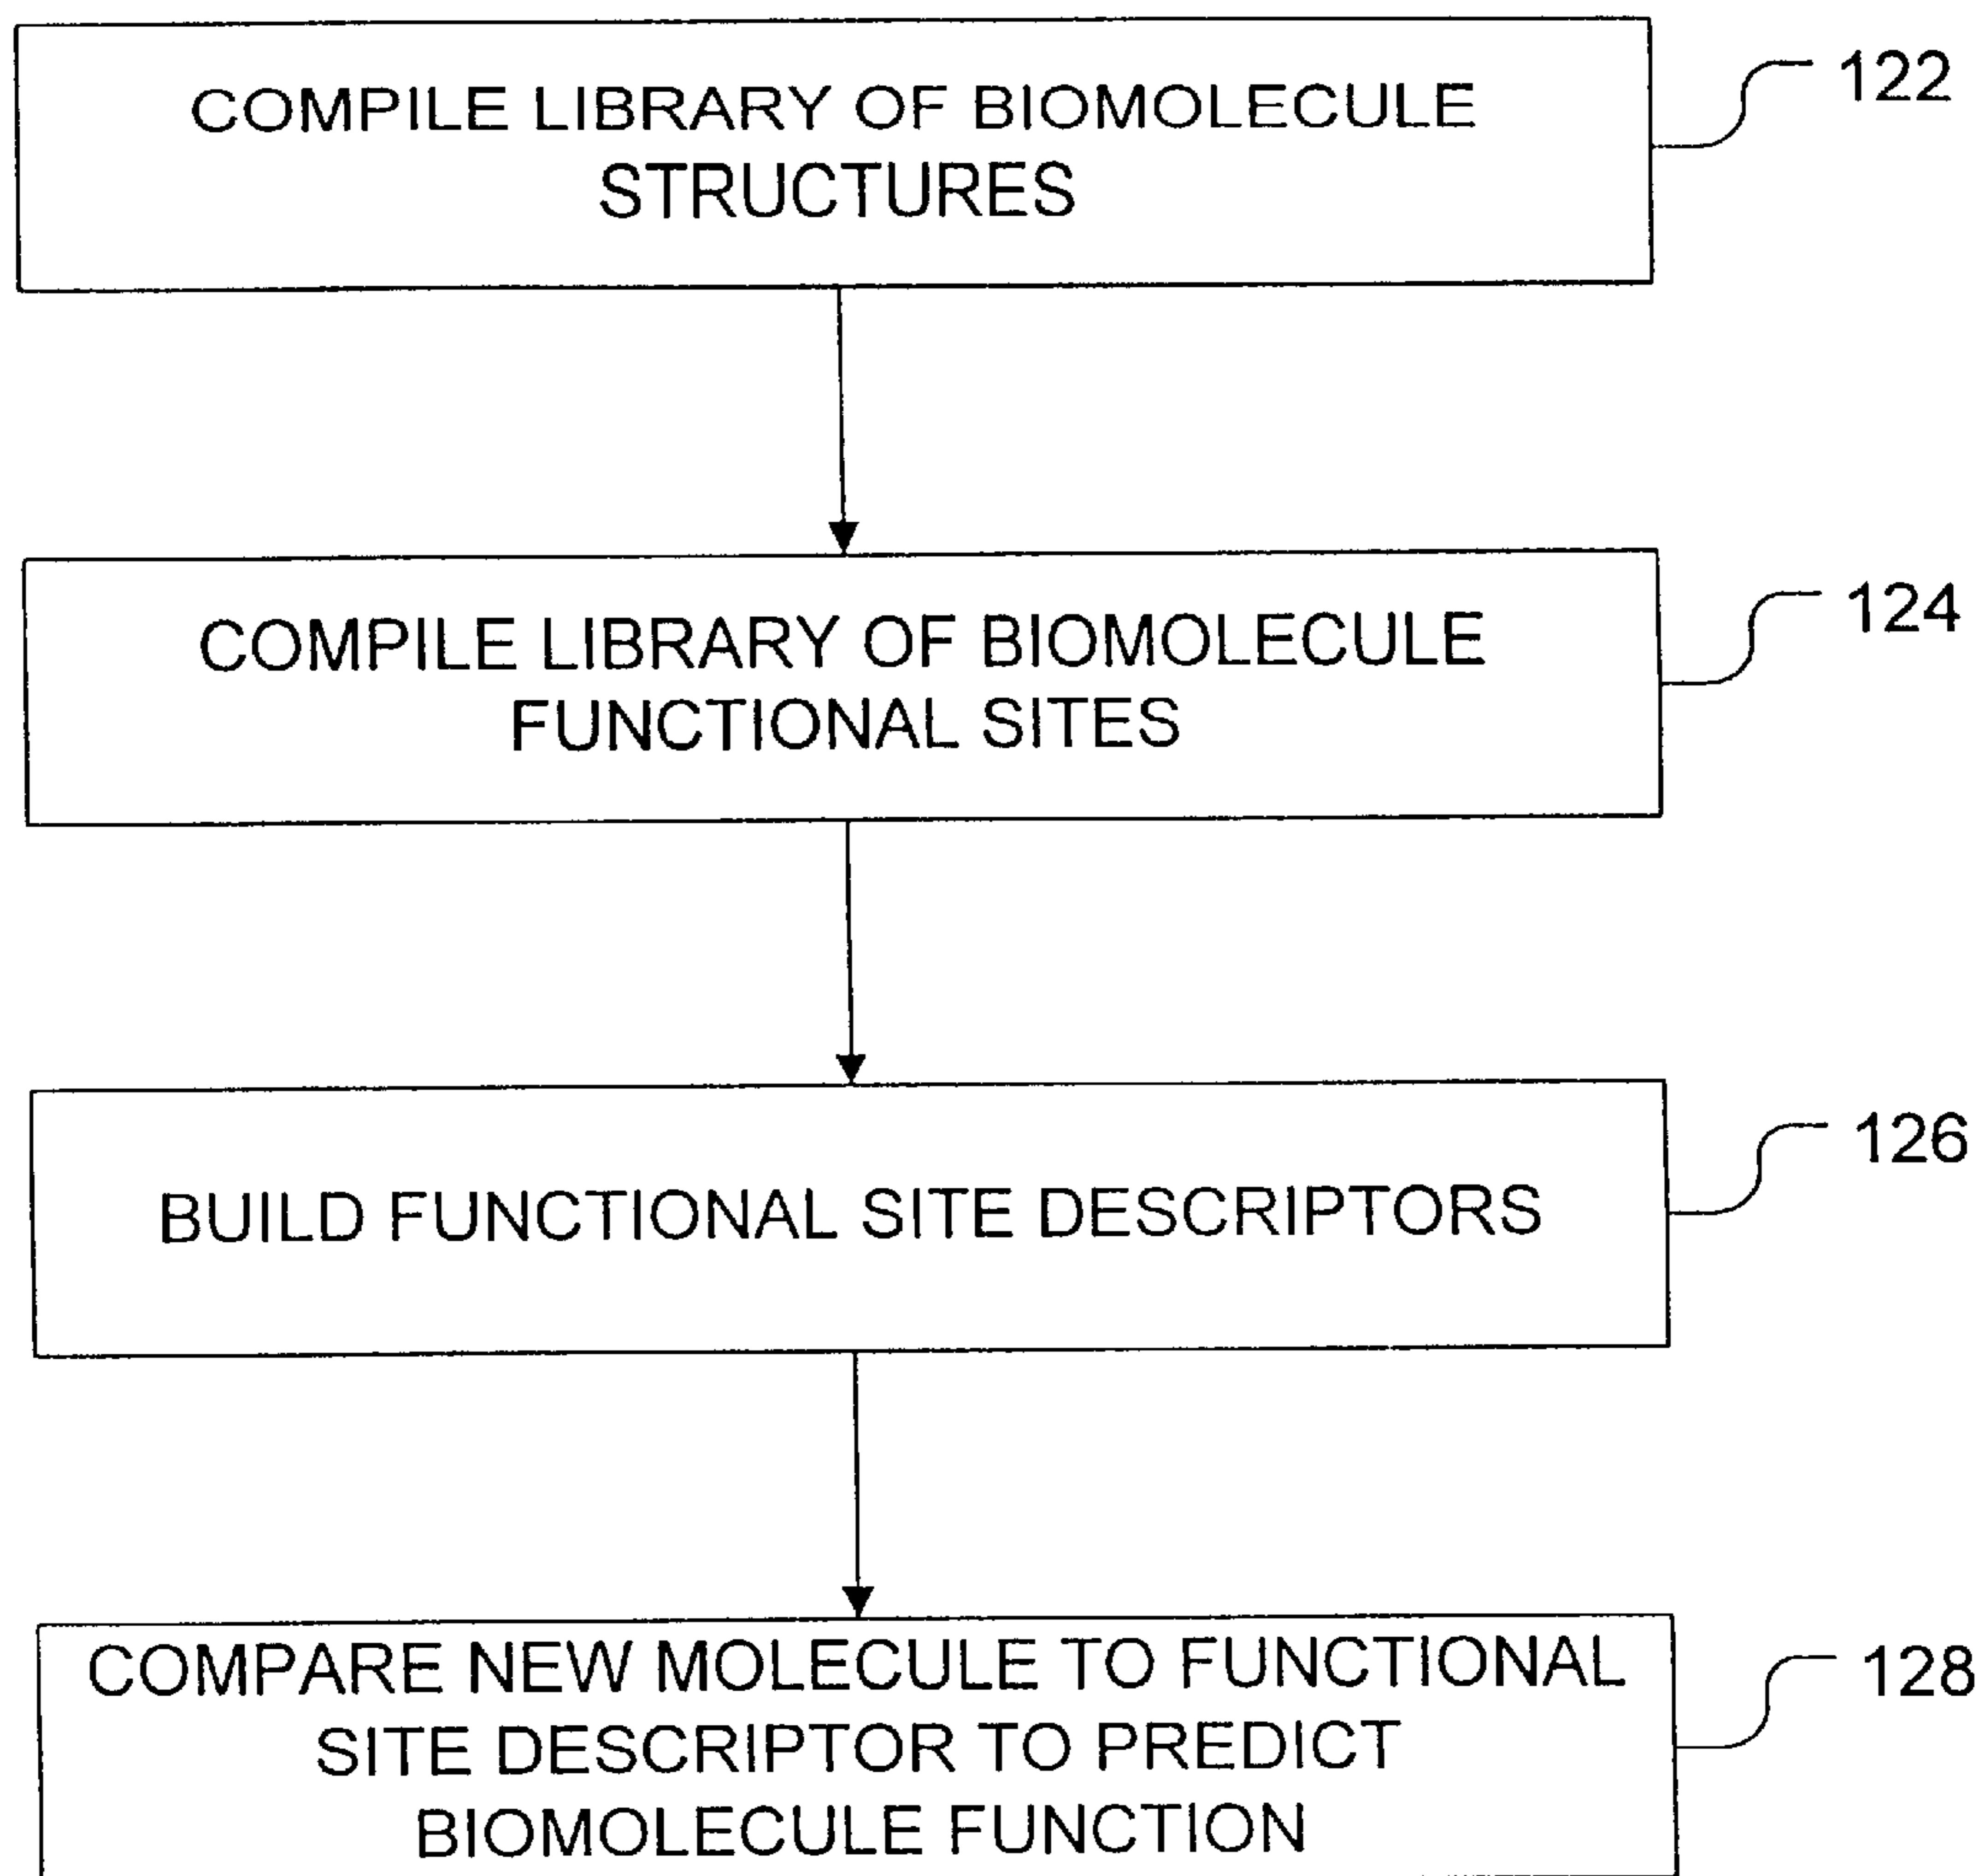 COMPILE LIBRARY OF BIOMOLECULE
STRUCTURES
122
COMPILE LIBRARY OF BIOMOLECULE
FUNCTIONAL SITES
124
BUILD FUNCTIONAL SITE DESCRIPTORS
126
COMPARE NEW MOLECULE TO FUNCTIONAL
SITE DESCRIPTOR TO PREDICT
BIOMOLECULE FUNCTION
128